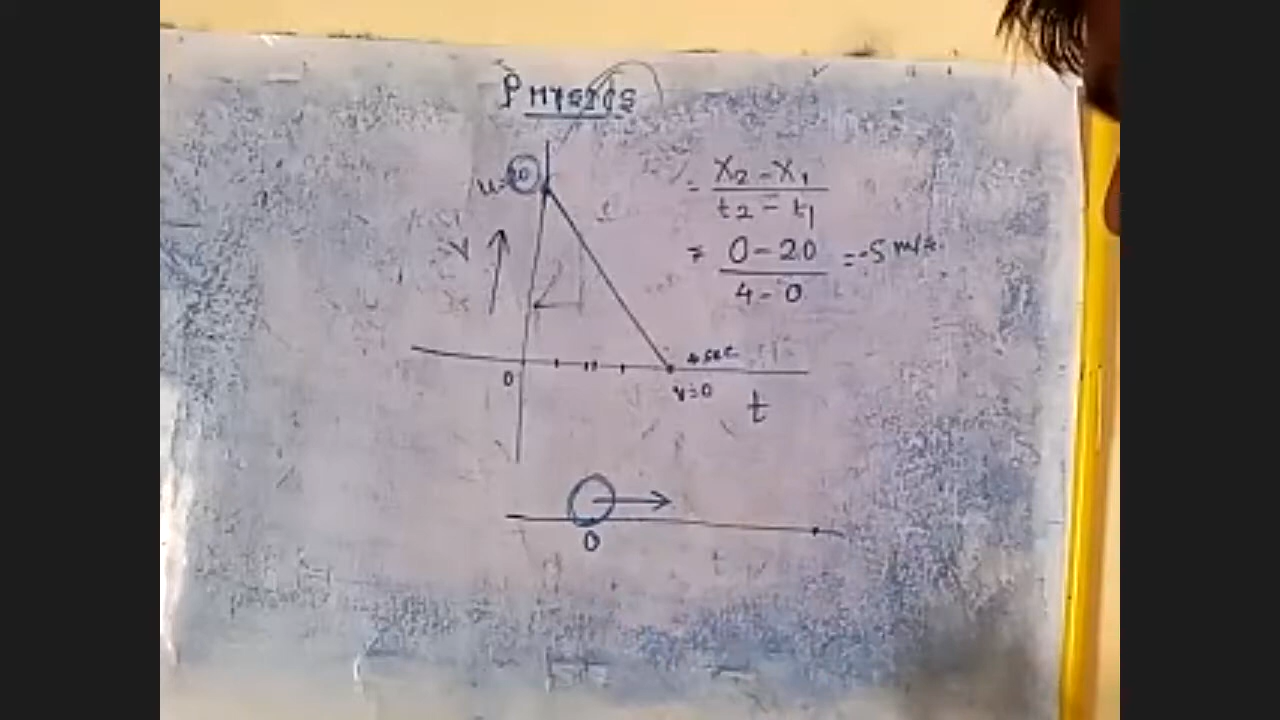 PHYSICS
u=20
= X₂ - X₁ / t₂ - t₁
V
= 0 - 20 / 4 - 0 = -5 m/s.
4 sec
0
v=0
t
0